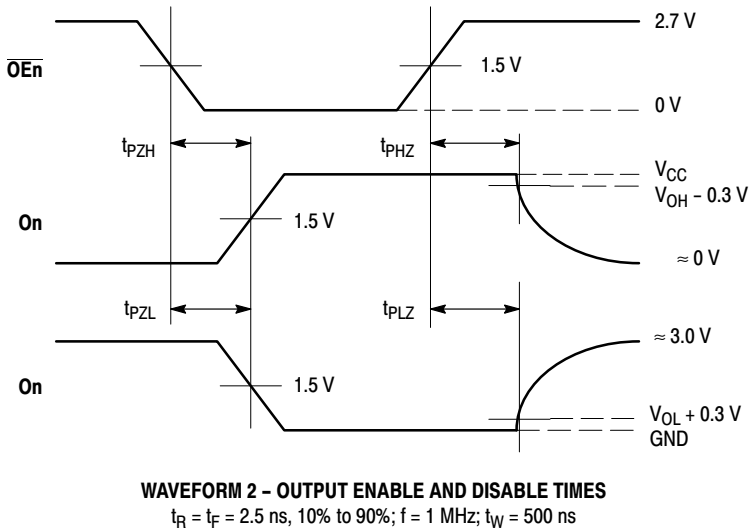 2.7 V
OEn
1.5 V
0 V
tPZH
tPHZ
VCC
VOH – 0.3 V
On
1.5 V
≈ 0 V
tPZL
tPLZ
≈ 3.0 V
On
1.5 V
VOL + 0.3 V
GND
WAVEFORM 2 – OUTPUT ENABLE AND DISABLE TIMES
tR = tF = 2.5 ns, 10% to 90%; f = 1 MHz; tW = 500 ns